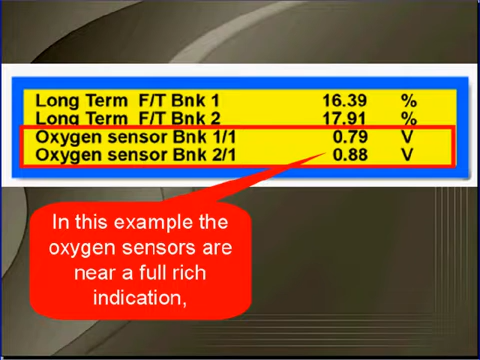 Long Term F/T Bnk 1 16.39 %
Long Term F/T Bnk 2 17.91 %
Oxygen sensor Bnk 1/1 0.79 V
Oxygen sensor Bnk 2/1 0.88 V
In this example the
oxygen sensors are
near a full rich
indication,